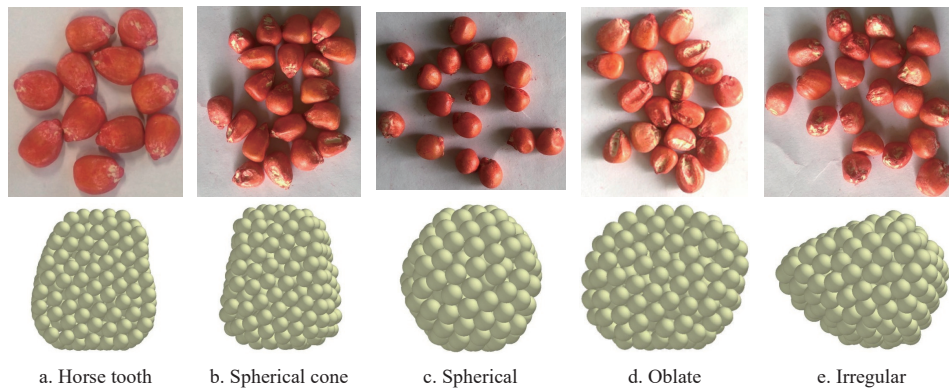 a. Horse tooth
b. Spherical cone
c. Spherical
d. Oblate
e. Irregular